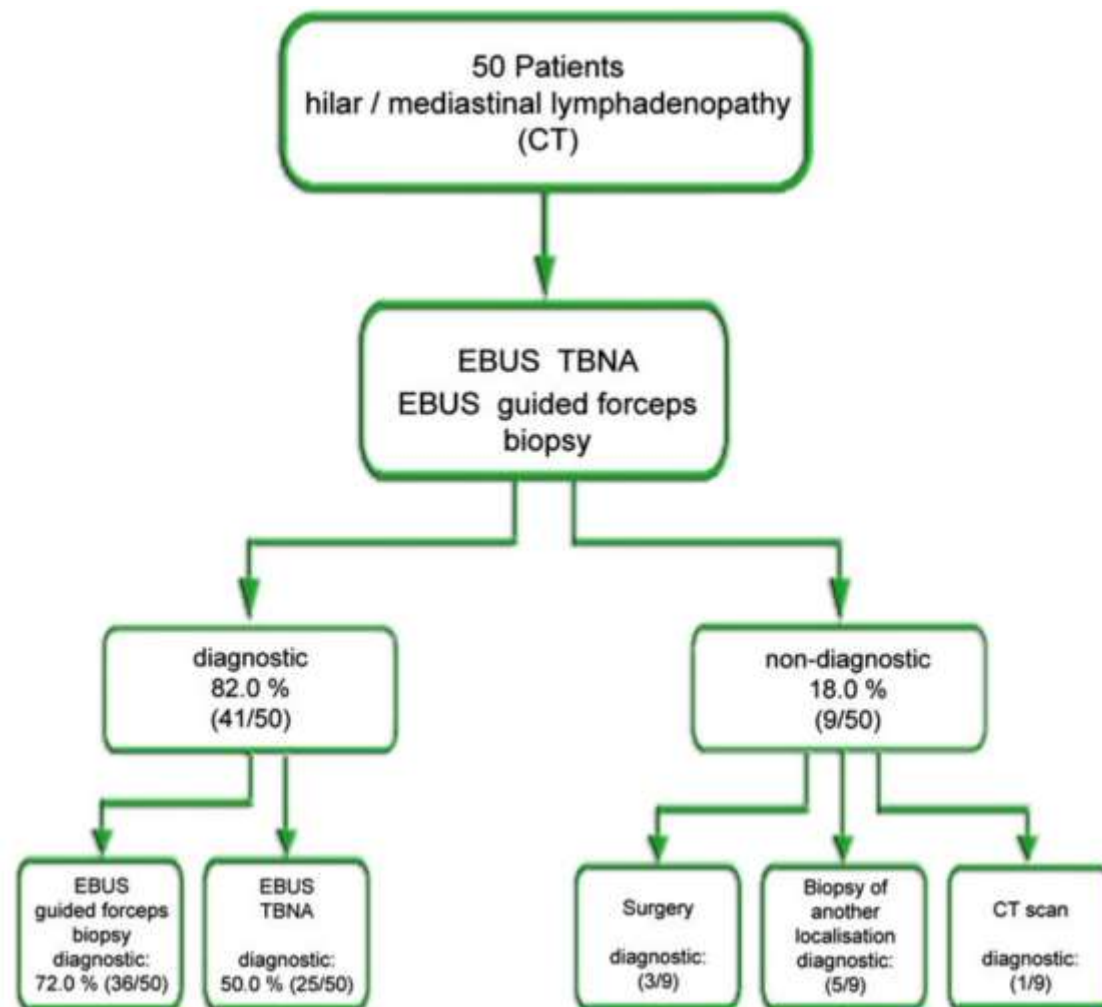 50 Patients
hilar / mediastinal lymphadenopathy
(CT)
EBUS TBNA
EBUS guided forceps
biopsy
diagnostic
82.0 %
(41/50)
non-diagnostic
18.0 %
(9/50)
EBUS
guided forceps
biopsy
diagnostic:
72.0 % (36/50)
EBUS
TBNA
diagnostic:
50.0 % (25/50)
Surgery
diagnostic:
(3/9)
Biopsy of
another
localisation
diagnostic:
(5/9)
CT scan
diagnostic:
(1/9)